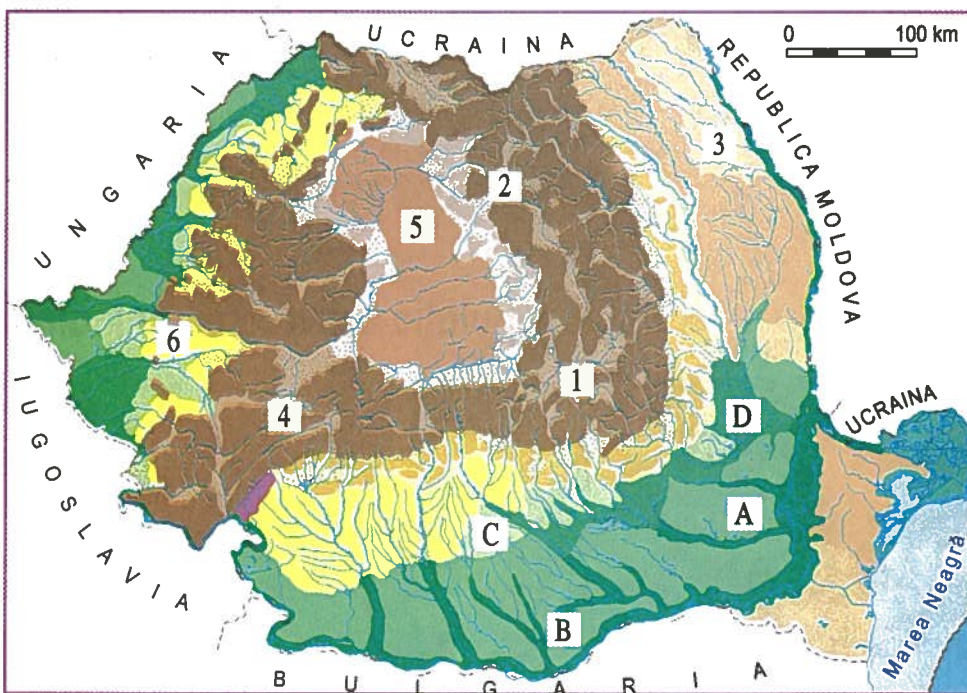 UCRAINA
0 100 km
REPUBLICA MOLDOVA
UNGARIA
3
2
5
6
1
4
IUGOSLAVIA
D
UCRAINA
A
C
B
Marea Neagră
BULGARIA